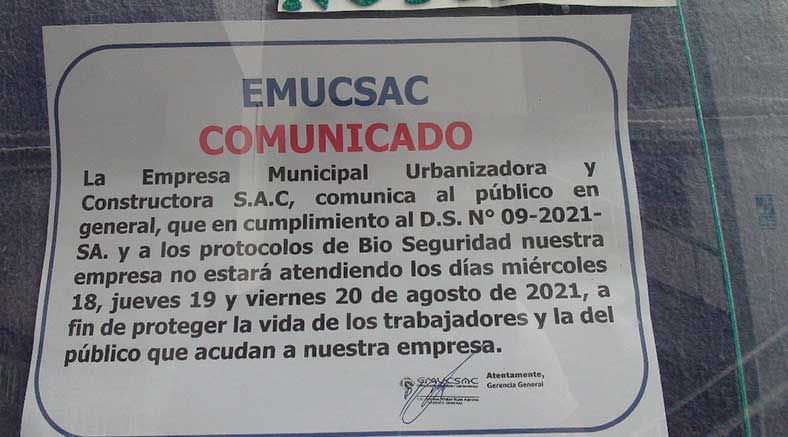 EMUCSAC
COMUNICADO
La Empresa Municipal Urbanizadora y
Constructora S.A.C, comunica al público en
general, que en cumplimiento al D.S. N° 09-2021-
SA. y a los protocolos de Bio Seguridad nuestra
empresa no estará atendiendo los días miércoles
18, jueves 19 y viernes 20 de agosto de 2021, a
fin de proteger la vida de los trabajadores y la del
público que acudan a nuestra empresa.
Atentamente,
Gerencia General